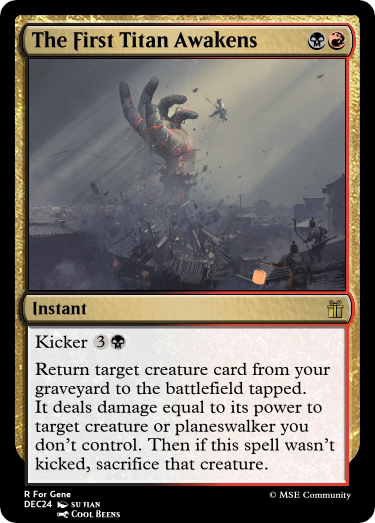 The First Titan Awakens
Instant
Kicker 3
Return target creature card from your
graveyard to the battlefield tapped.
It deals damage equal to its power to
target creature or planeswalker you
don't control. Then if this spell wasn't
kicked, sacrifice that creature.
R For Gene
DEC24 SU JIAN
Cool Beens
© MSE Community